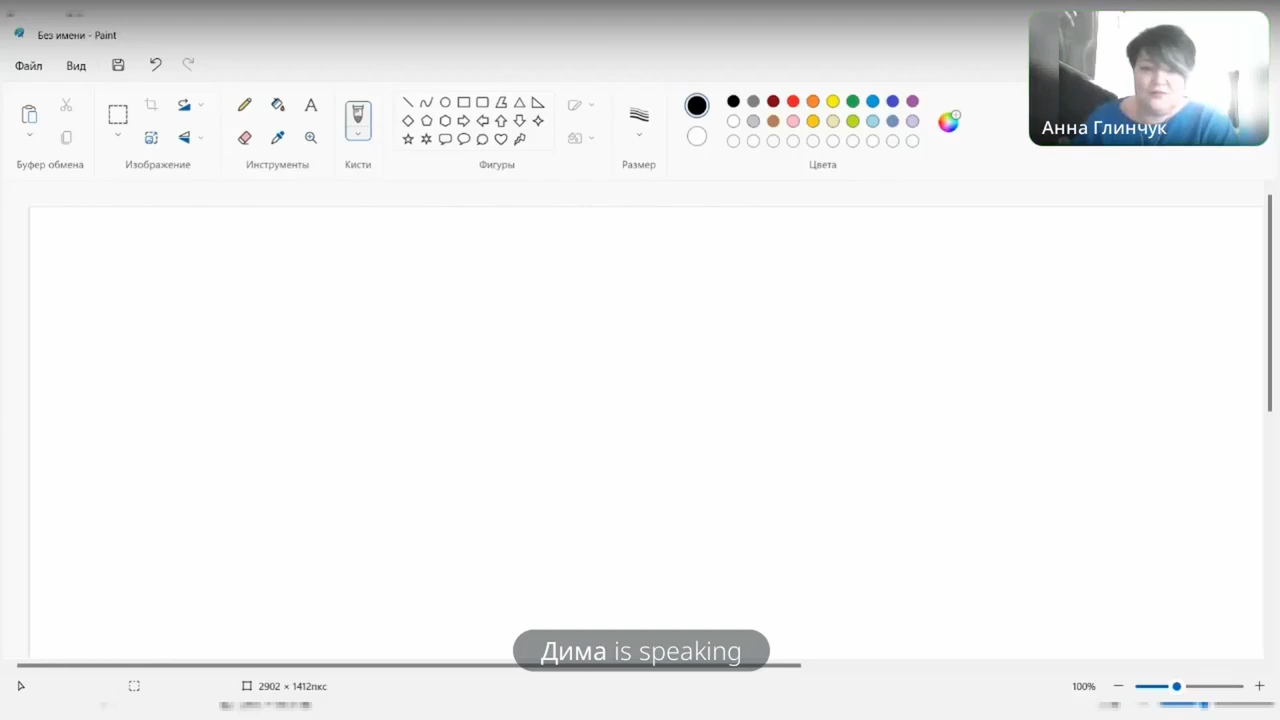 Без имени - Paint
Файл Вид
Буфер обмена Изображение Инструменты Кисти Фигуры Размер Цвета
Анна Глинчук
Дима is speaking
2902 × 1412пкс 100%